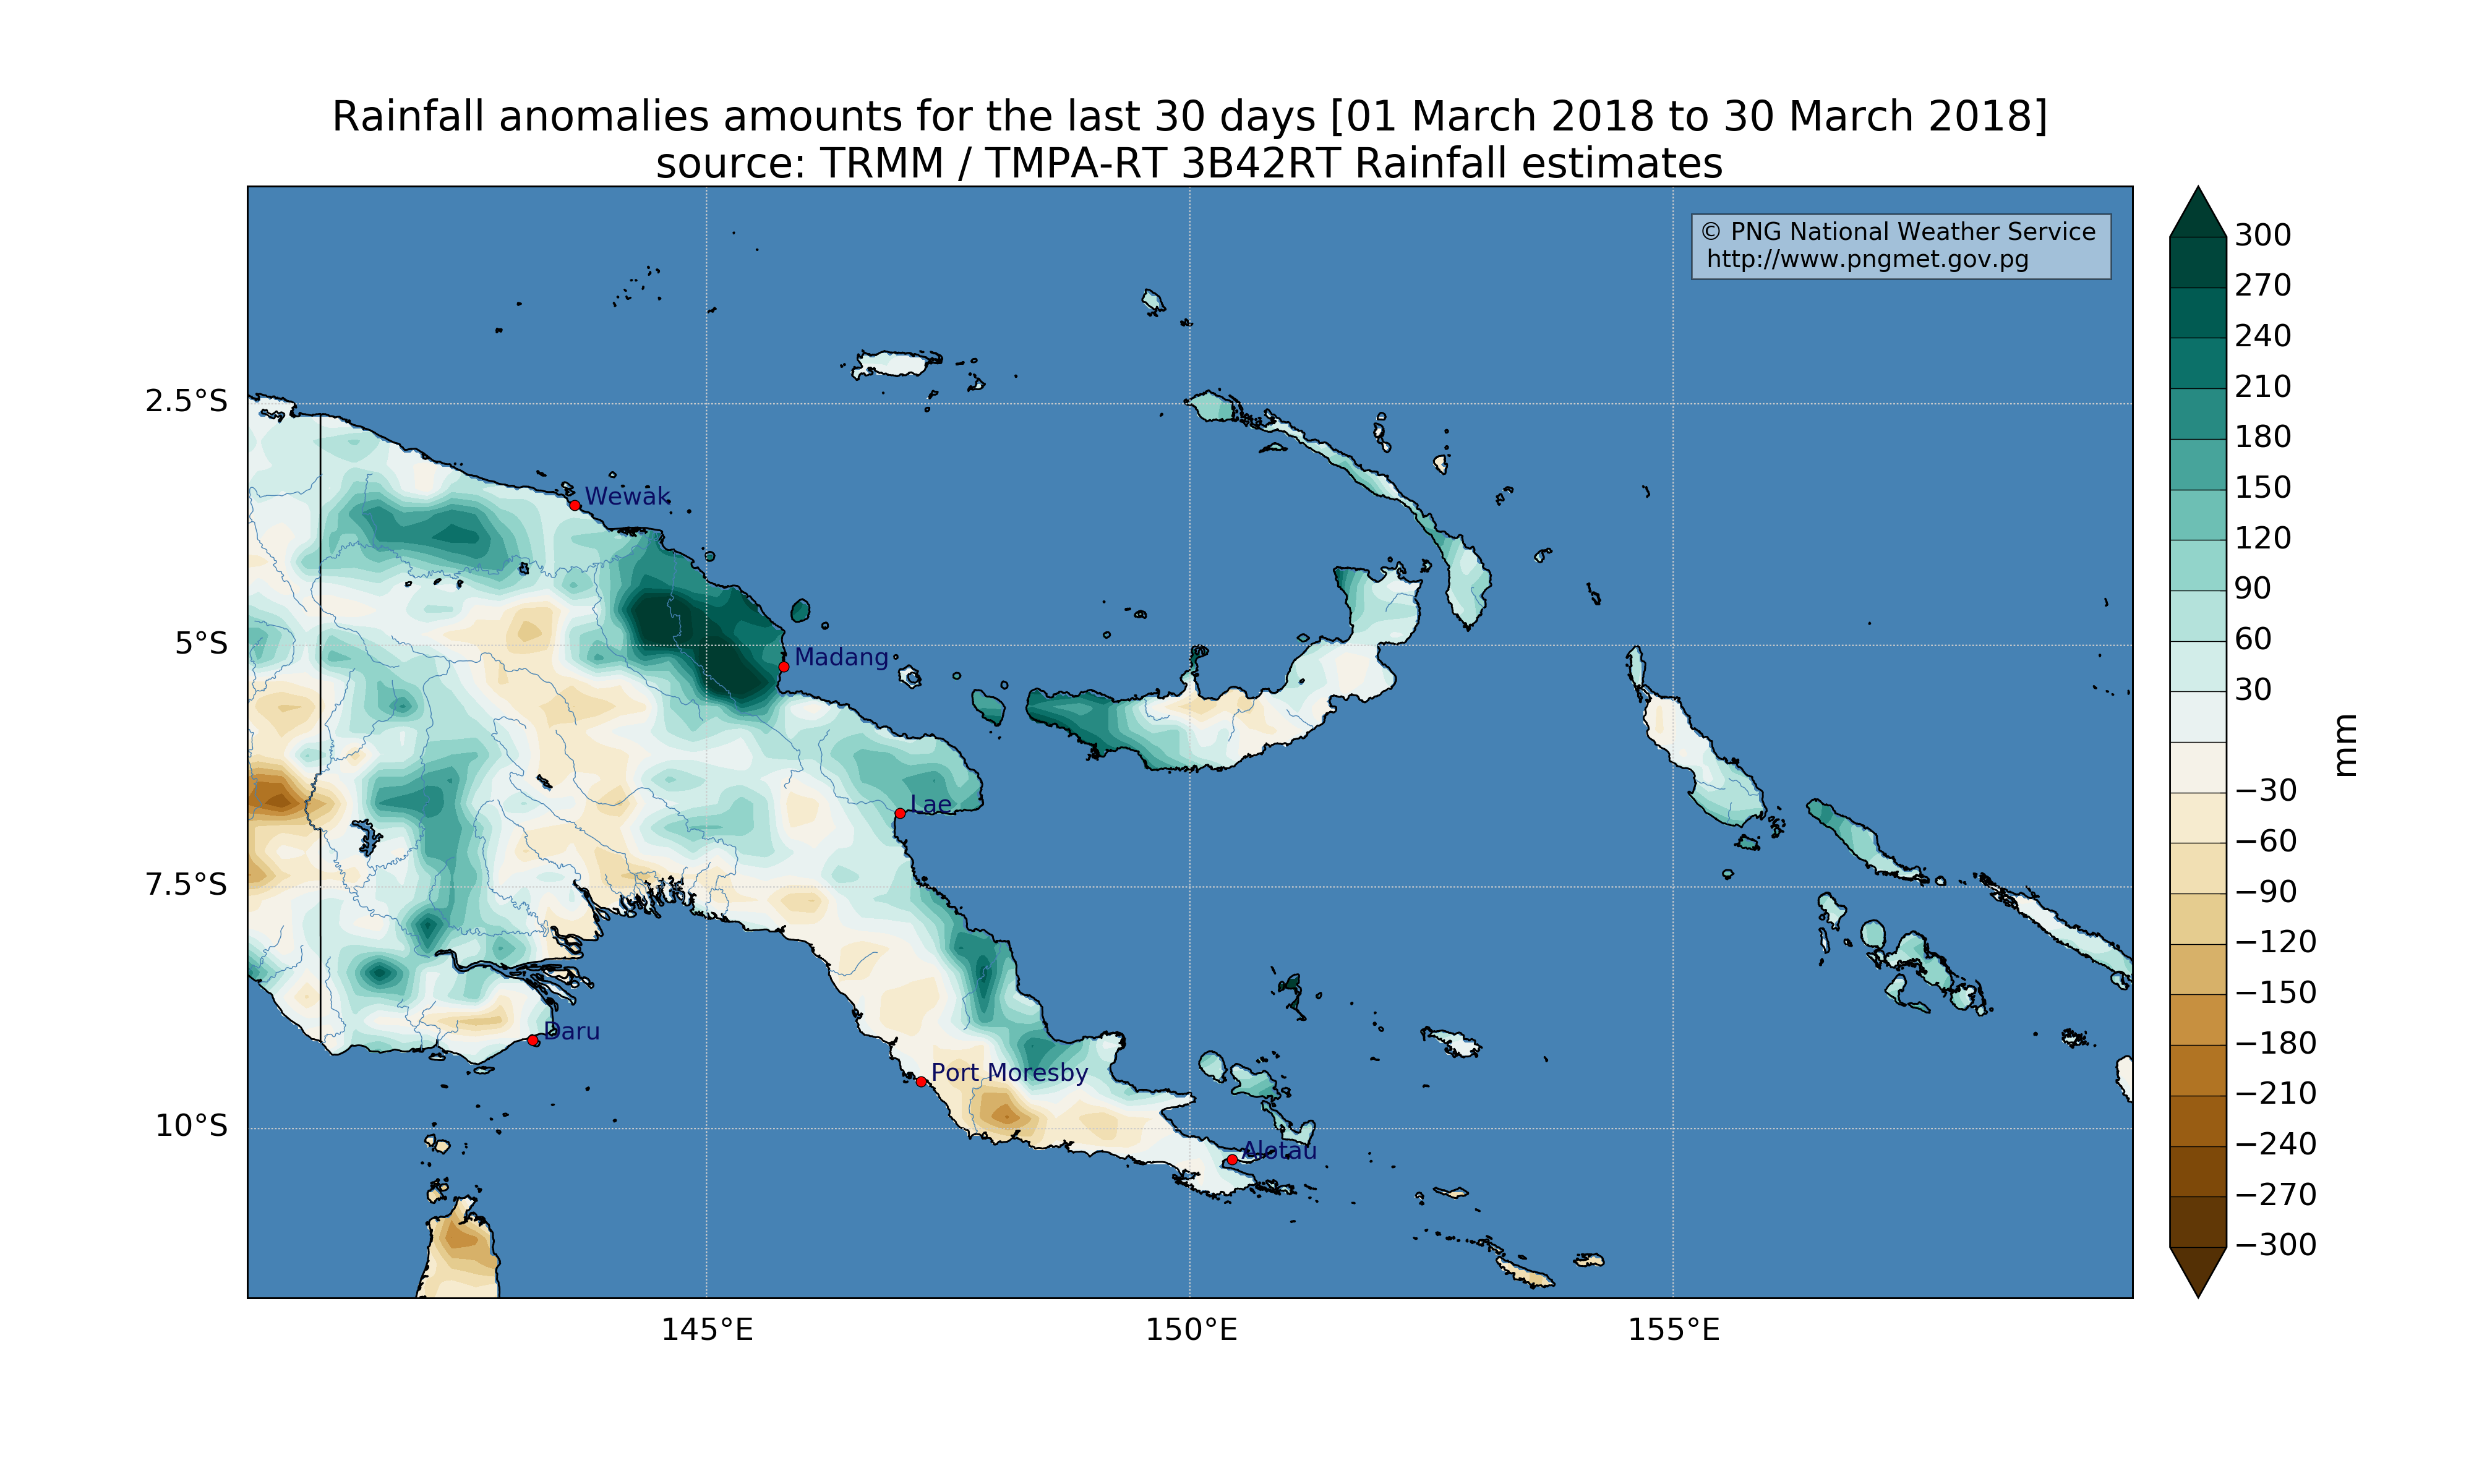 Rainfall anomalies amounts for the last 30 days [01 March 2018 to 30 March 2018]
source: TRMM / TMPA-RT 3B42RT Rainfall estimates
© PNG National Weather Service
http://www.pngmet.gov.pg
2.5°S
5°S
7.5°S
10°S
145°E
150°E
155°E
Wewak
Madang
Lae
Daru
Port Moresby
Alotau
300
270
240
210
180
150
120
90
60
30
−30
−60
−90
−120
−150
−180
−210
−240
−270
−300
mm